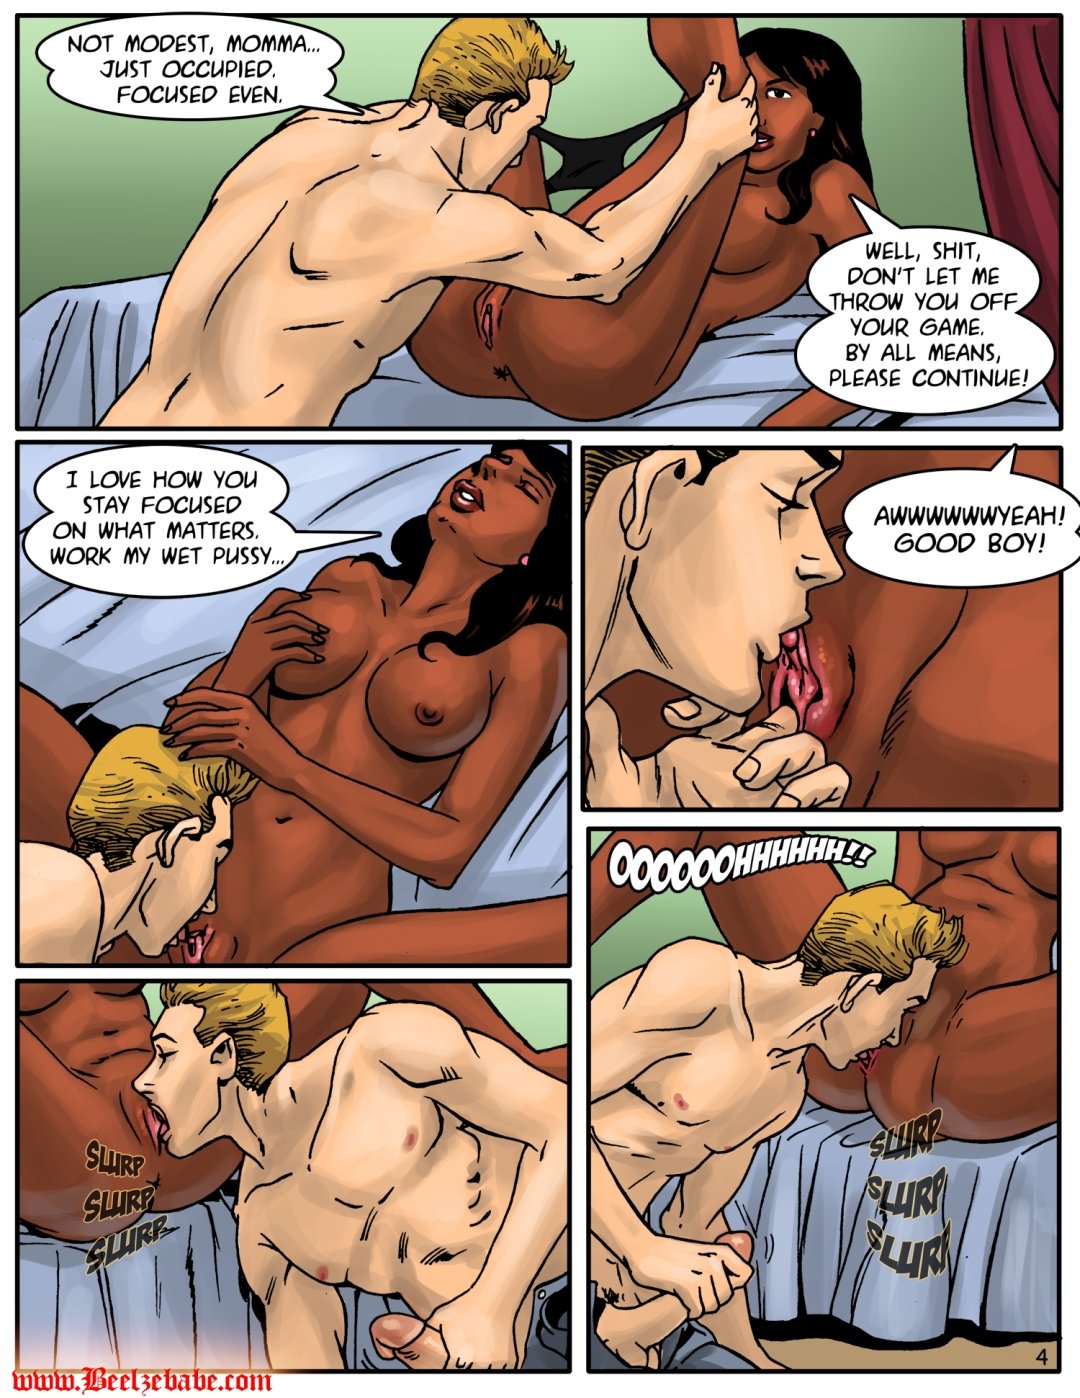 NOT MODEST, MOMMA...
JUST OCCUPIED.
FOCUSED EVEN.
WELL, SHIT,
DON'T LET ME
THROW YOU OFF
YOUR GAME.
BY ALL MEANS,
PLEASE CONTINUE!
I LOVE HOW YOU
STAY FOCUSED
ON WHAT MATTERS.
WORK MY WET PUSSY...
AWWWWWWYEAH!
GOOD BOY!
OOOOOOHHHHHH!!
SLURP
SLURP
SLURP
SLURP
SLURP
SLURP
4
www.Beelzebabe.com